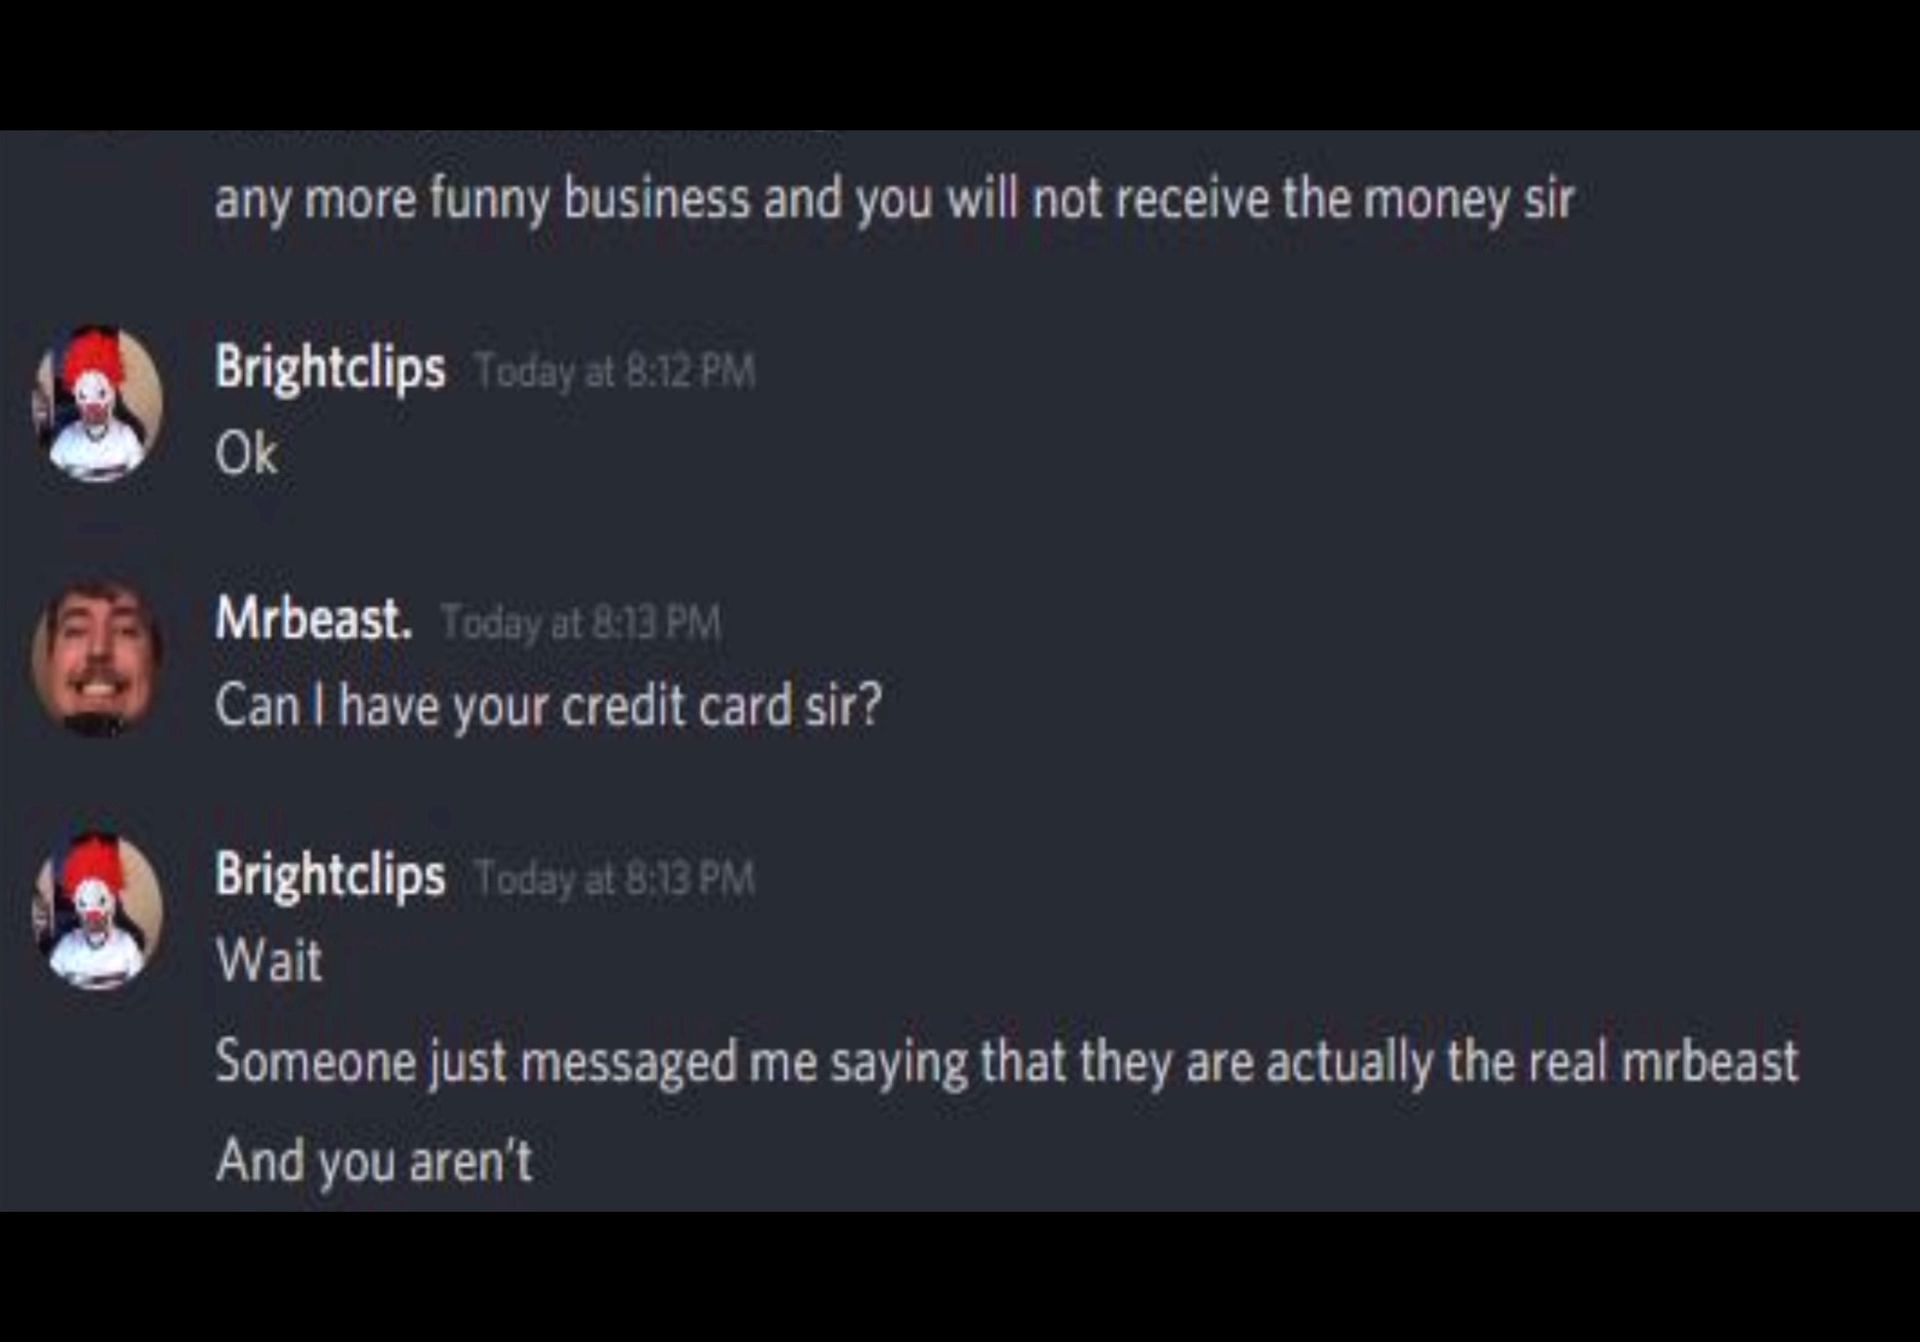 any more funny business and you will not receive the money sir
Brightclips Today at 8:12 PM
Ok
Mrbeast. Today at 8:13 PM
Can I have your credit card sir?
Brightclips Today at 8:13 PM
Wait
Someone just messaged me saying that they are actually the real mrbeast
And you aren't